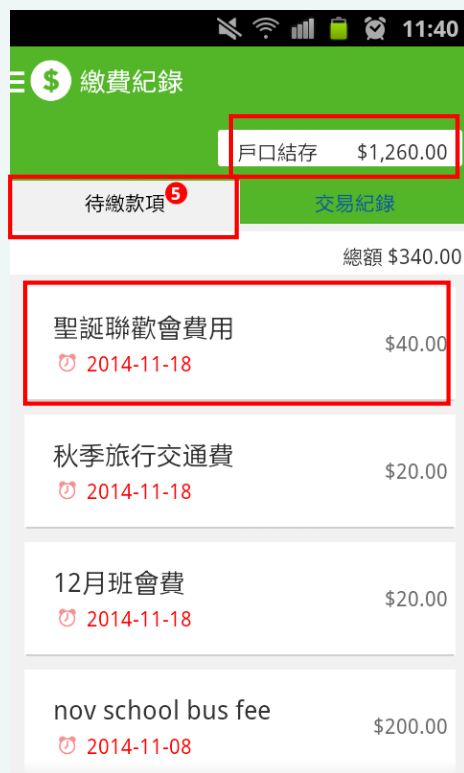 11:40
$ 繳費紀錄
戶口結存 $1,260.00
待繳款項 5 交易紀錄
總額 $340.00
聖誕聯歡會費用
$40.00
2014-11-18
秋季旅行交通費
$20.00
2014-11-18
12月班會費
$20.00
2014-11-18
nov school bus fee
$200.00
2014-11-08